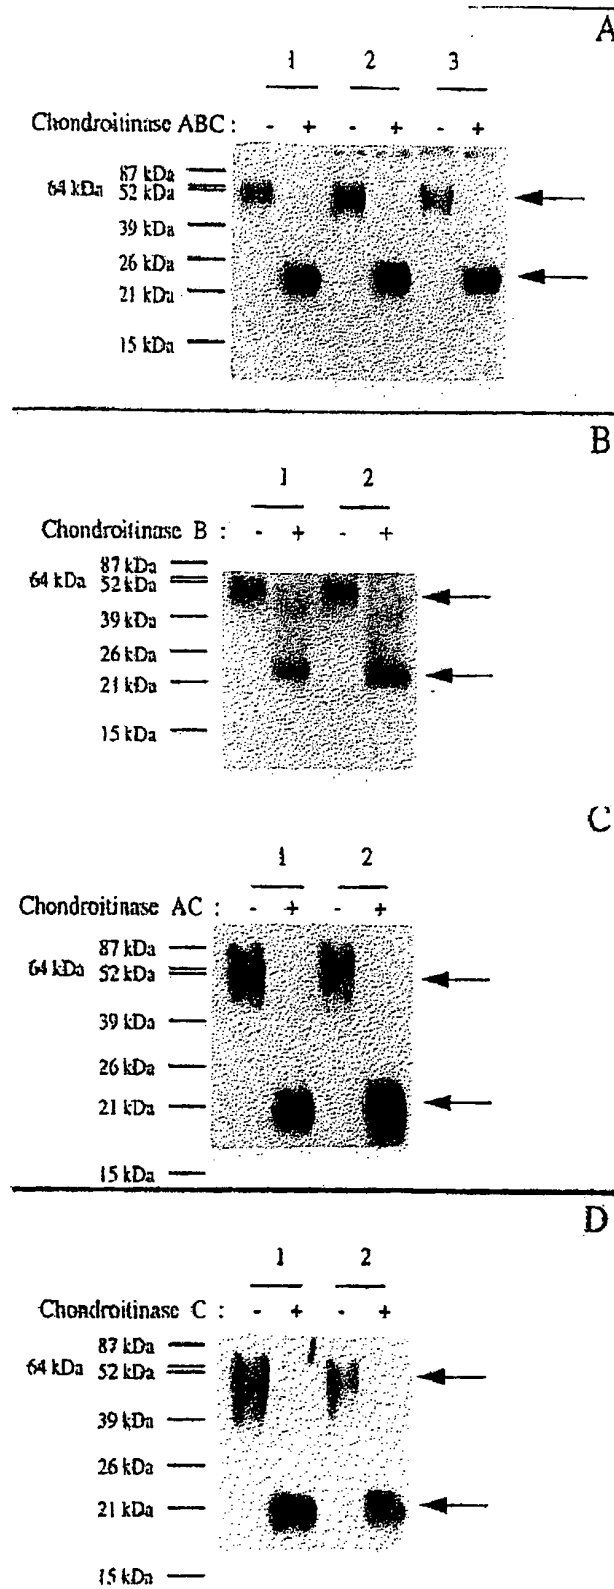 A
1 2 3
Chondroitinase ABC : - + - + - +
87 kDa
64 kDa 52 kDa
39 kDa
26 kDa
21 kDa
15 kDa
B
1 2
Chondroitinase B : - + - +
87 kDa
64 kDa 52 kDa
39 kDa
26 kDa
21 kDa
15 kDa
C
1 2
Chondroitinase AC : - + - +
87 kDa
64 kDa 52 kDa
39 kDa
26 kDa
21 kDa
15 kDa
D
1 2
Chondroitinase C : - + - +
87 kDa
64 kDa 52 kDa
39 kDa
26 kDa
21 kDa
15 kDa